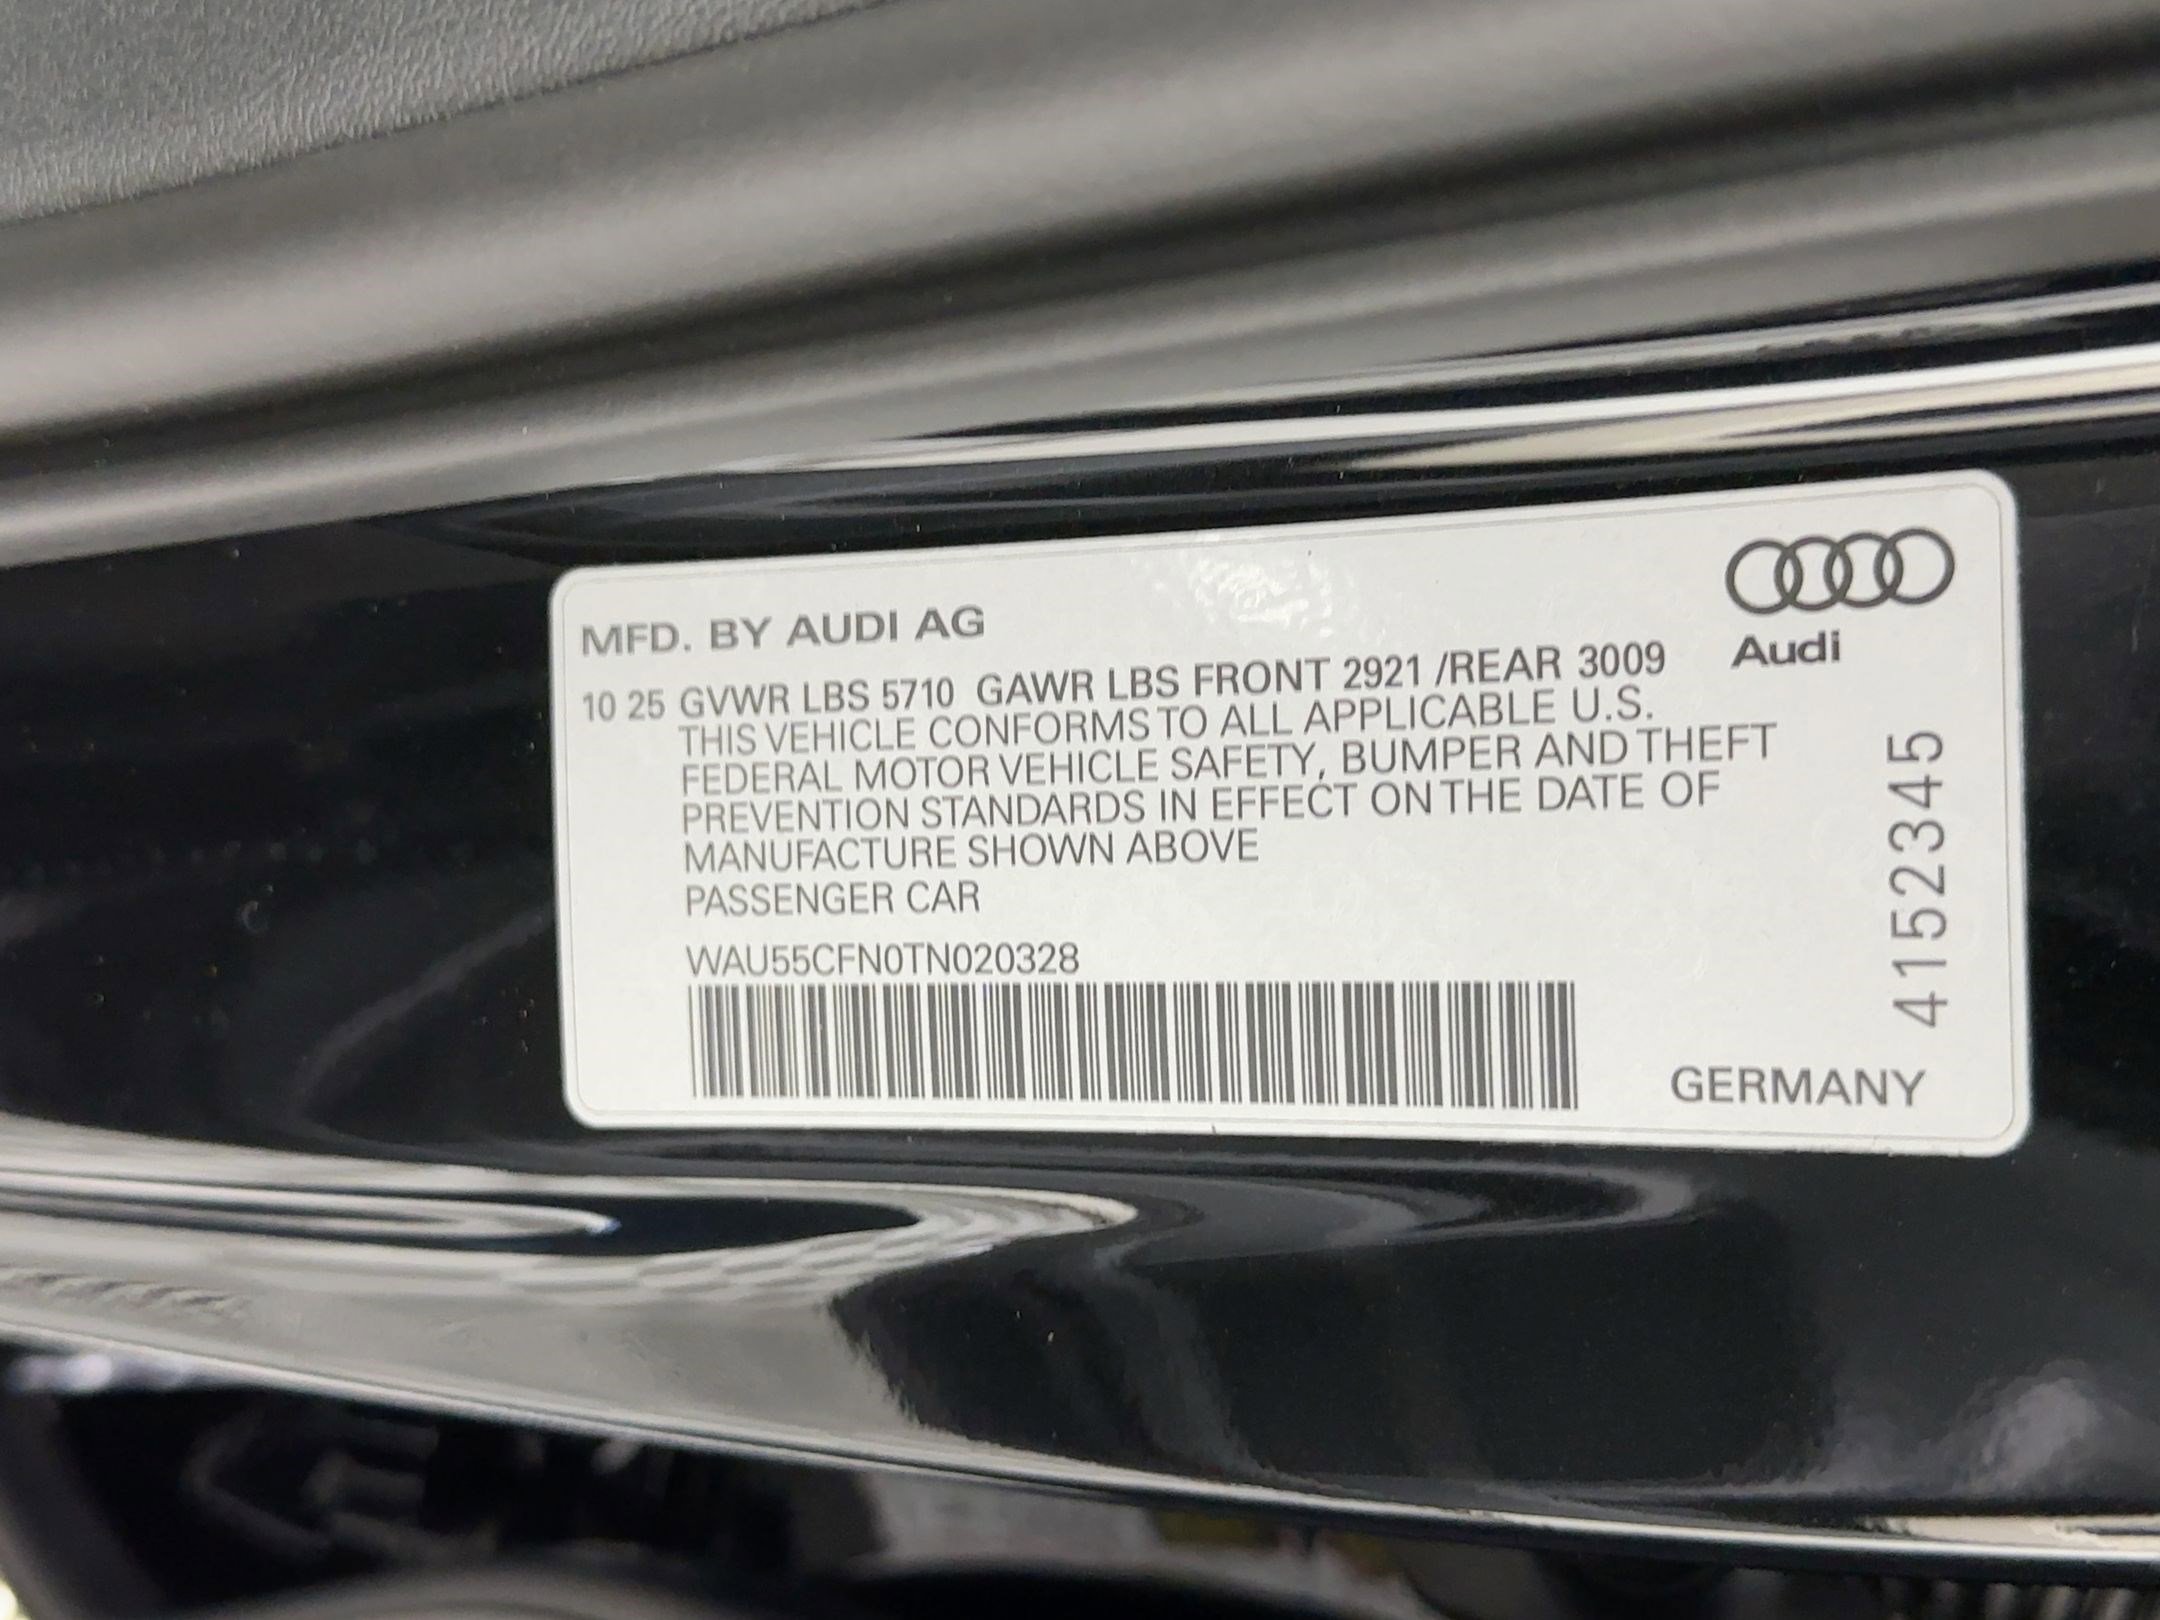 MFD. BY AUDI AG
Audi
10 25 GVWR LBS 5710 GAWR LBS FRONT 2921 /REAR 3009
THIS VEHICLE CONFORMS TO ALL APPLICABLE U.S.
FEDERAL MOTOR VEHICLE SAFETY, BUMPER AND THEFT
PREVENTION STANDARDS IN EFFECT ON THE DATE OF
MANUFACTURE SHOWN ABOVE
PASSENGER CAR
WAU55CFN0TN020328
GERMANY
4152345